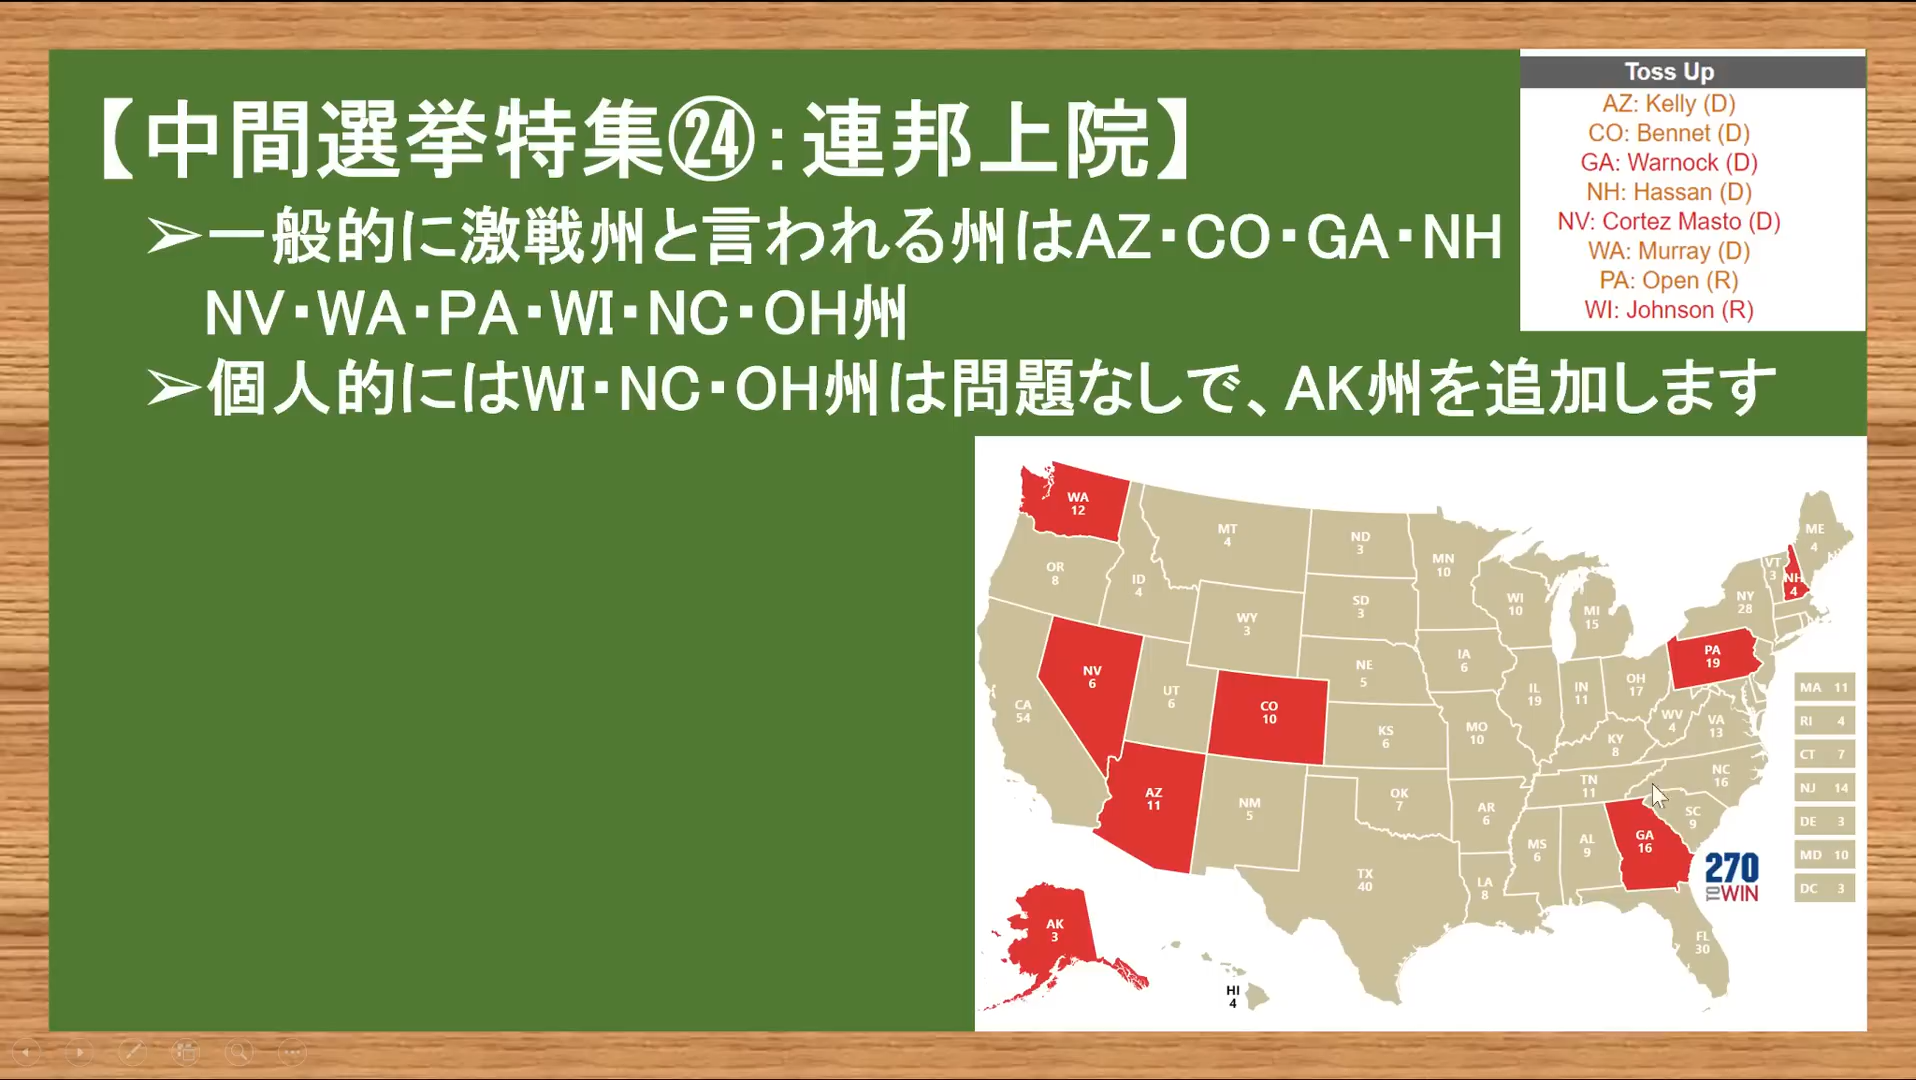 【中間選挙特集㉔：連邦上院】
➢一般的に激戦州と言われる州はAZ・CO・GA・NH
NV・WA・PA・WI・NC・OH州
➢個人的にはWI・NC・OH州は問題なしで、AK州を追加します
Toss Up
AZ: Kelly (D)
CO: Bennet (D)
GA: Warnock (D)
NH: Hassan (D)
NV: Cortez Masto (D)
WA: Murray (D)
PA: Open (R)
WI: Johnson (R)
WA
12
MT
4
ND
3
MN
10
ME
4
OR
8
ID
4
VT
3
NH
4
WI
10
SD
3
NY
28
MI
15
WY
3
PA
19
IA
6
NE
5
NV
6
OH
17
UT
6
IL
19
IN
11
MA 11
CO
10
CA
54
WV
4
VA
13
RI 4
KS
6
MO
10
KY
8
CT 7
NC
16
TN
11
NJ 14
AZ
11
OK
7
NM
5
AR
6
SC
9
DE 3
GA
16
MS
6
AL
9
MD 10
270
TO WIN
TX
40
LA
8
DC 3
AK
3
FL
30
HI
4